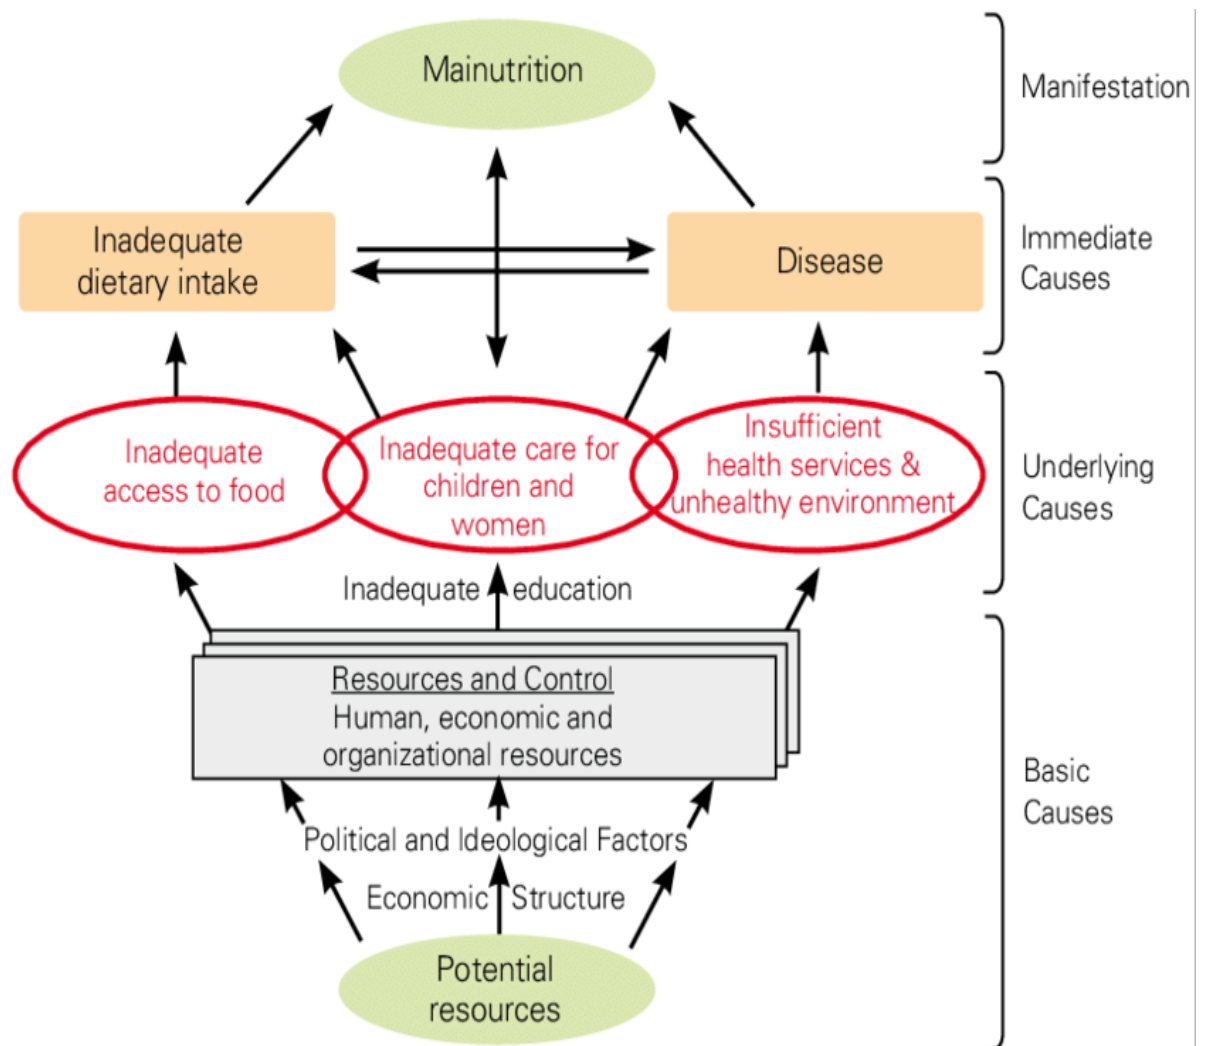 Mainutrition
Manifestation
Inadequate
dietary intake
Disease
Immediate
Causes
Inadequate
access to food
Inadequate care for
children and
women
Insufficient
health services &
unhealthy environment
Underlying
Causes
Inadequate education
Resources and Control
Human, economic and
organizational resources
Basic
Causes
Political and Ideological Factors
Economic Structure
Potential
resources